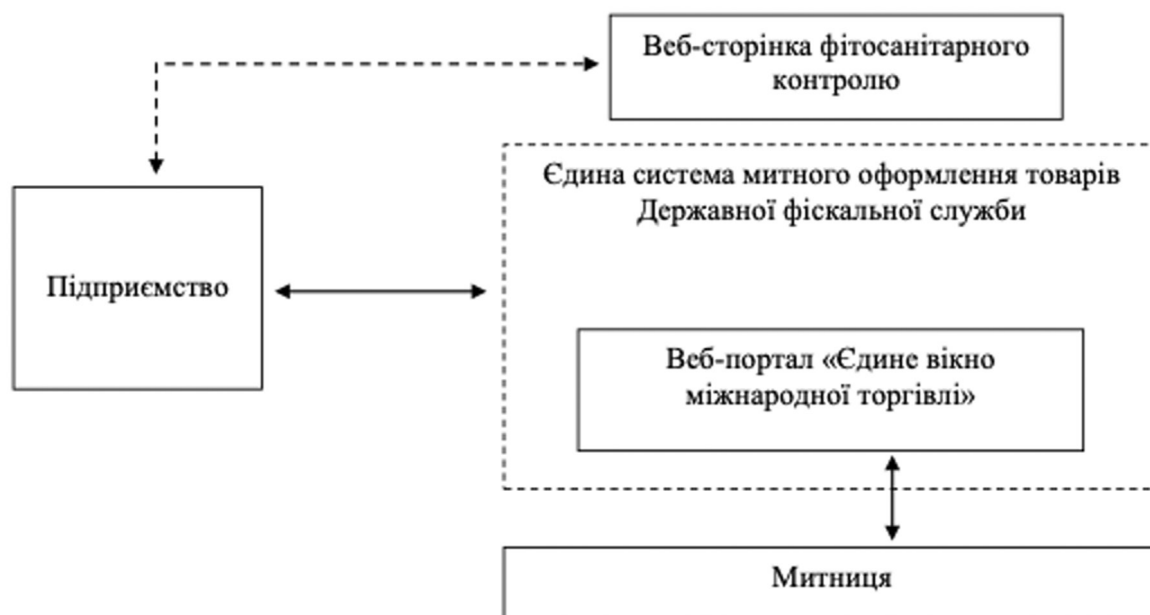 Веб-сторінка фітосанітарного
контролю
Єдина система митного оформлення товарів
Державної фіскальної служби
Підприємство
Веб-портал «Єдине вікно
міжнародної торгівлі»
Митниця